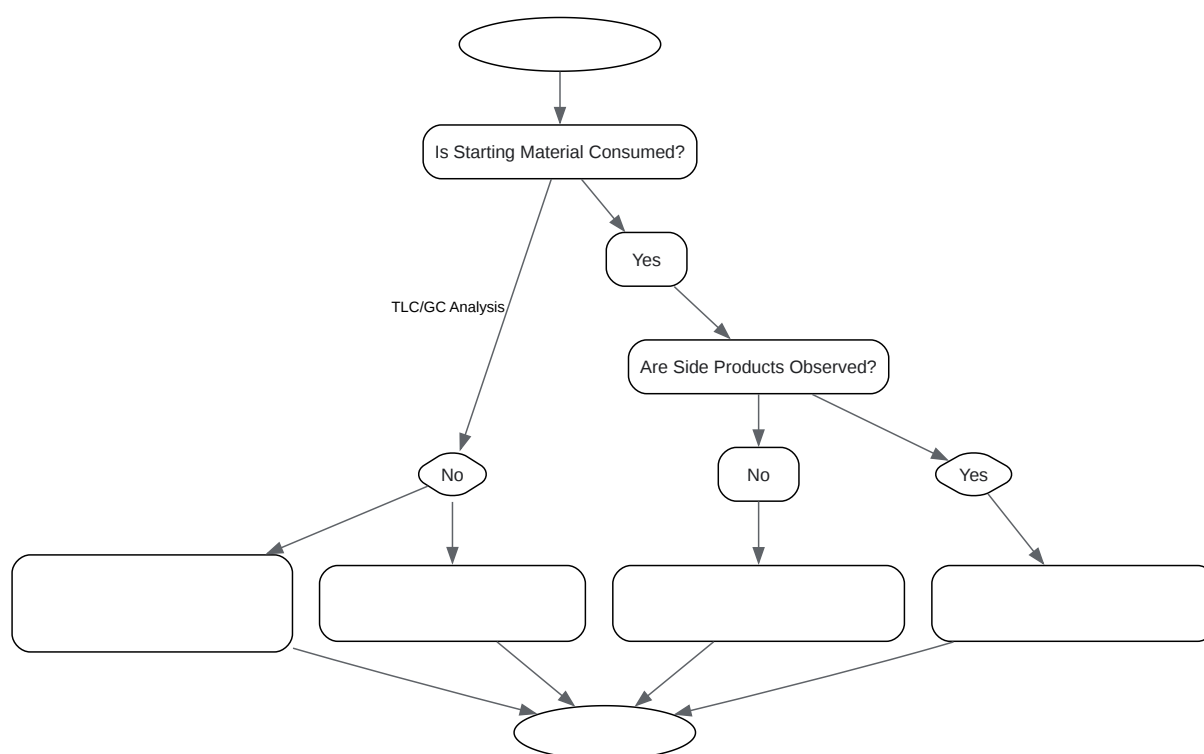 Is Starting Material Consumed?
Yes
TLC/GC Analysis
Are Side Products Observed?
No
No
Yes